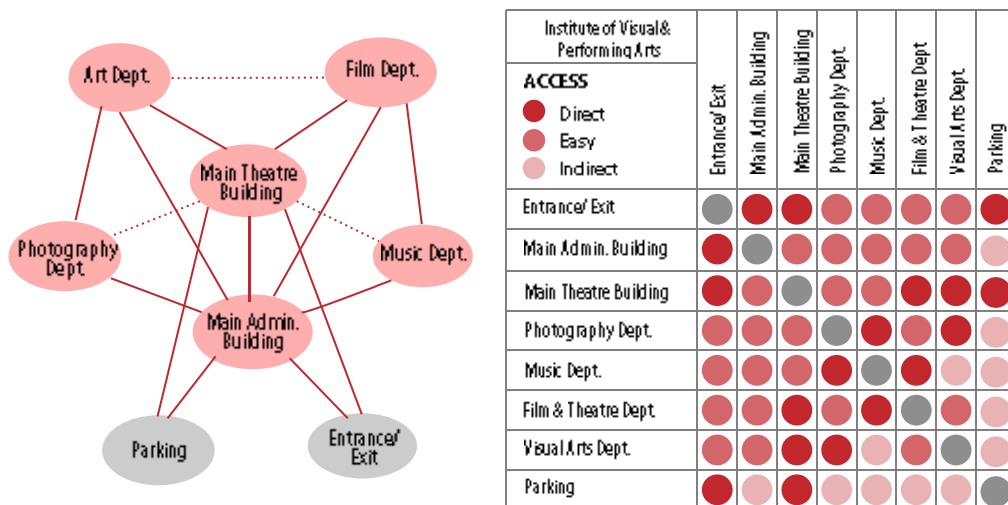 Art Dept.
Film Dept.
Main Theatre
Building
Photography
Dept.
Music Dept.
Main Admin.
Building
Parking
Entrance/
Exit
Institute of Visual &
Performing Arts
ACCESS
Direct
Easy
Indirect
Entrance/ Exit
Main Admin. Building
Main Theatre Building
Photography Dept.
Music Dept.
Film & Theatre Dept.
Visual Arts Dept.
Parking
Entrance/ Exit
Main Admin. Building
Main Theatre Building
Photography Dept.
Music Dept.
Film & Theatre Dept.
Visual Arts Dept.
Parking